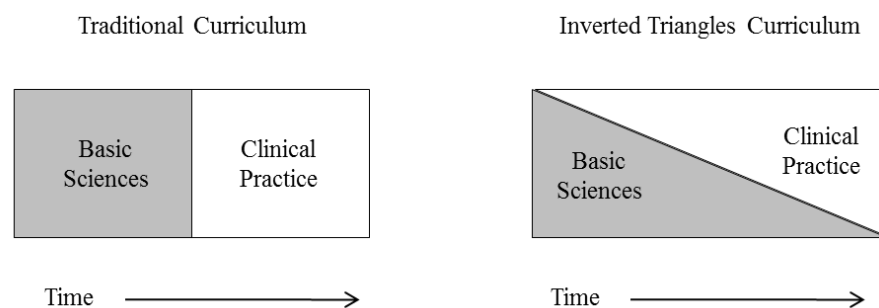 Traditional Curriculum
Basic
Sciences
Clinical
Practice
Time
Inverted Triangles Curriculum
Basic
Sciences
Clinical
Practice
Time